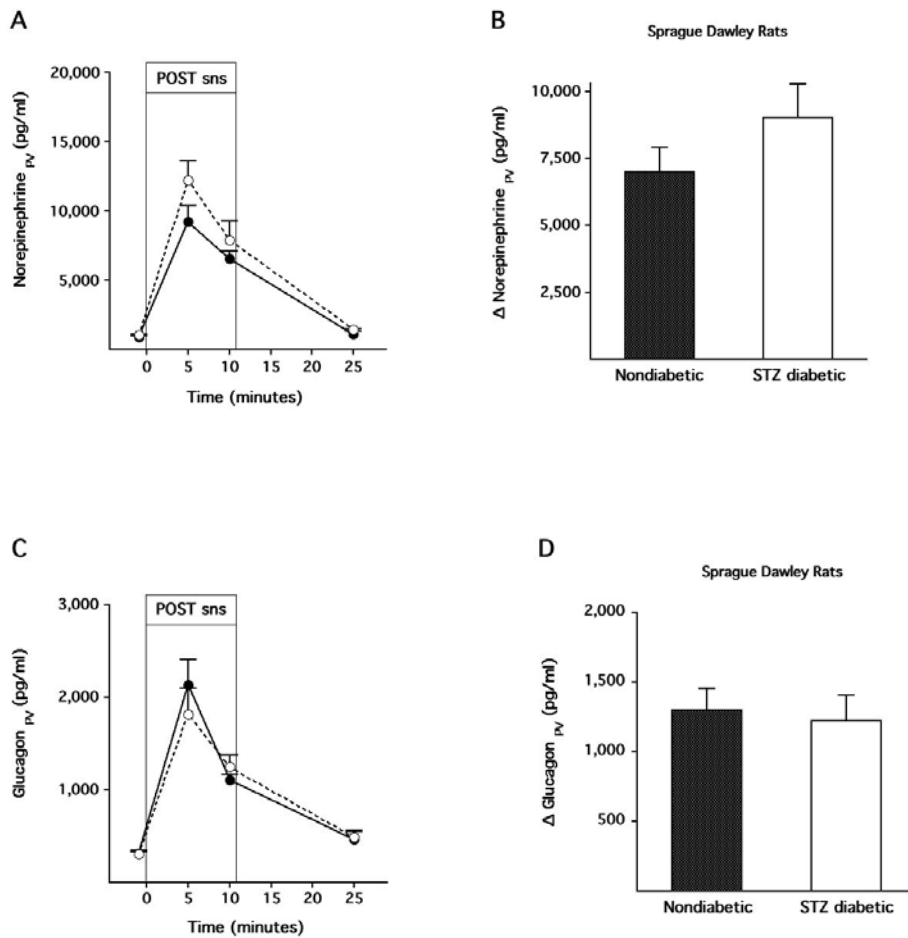 A
20,000
15,000
10,000
5,000
Norepinephrine PV (pg/ml)
POST sns
0 5 10 15 20 25
Time (minutes)
B
Sprague Dawley Rats
10,000
7,500
5,000
2,500
Δ Norepinephrine PV (pg/ml)
Nondiabetic STZ diabetic
C
3,000
2,000
1,000
Glucagon PV (pg/ml)
POST sns
0 5 10 15 20 25
Time (minutes)
D
Sprague Dawley Rats
2,000
1,500
1,000
500
Δ Glucagon PV (pg/ml)
Nondiabetic STZ diabetic